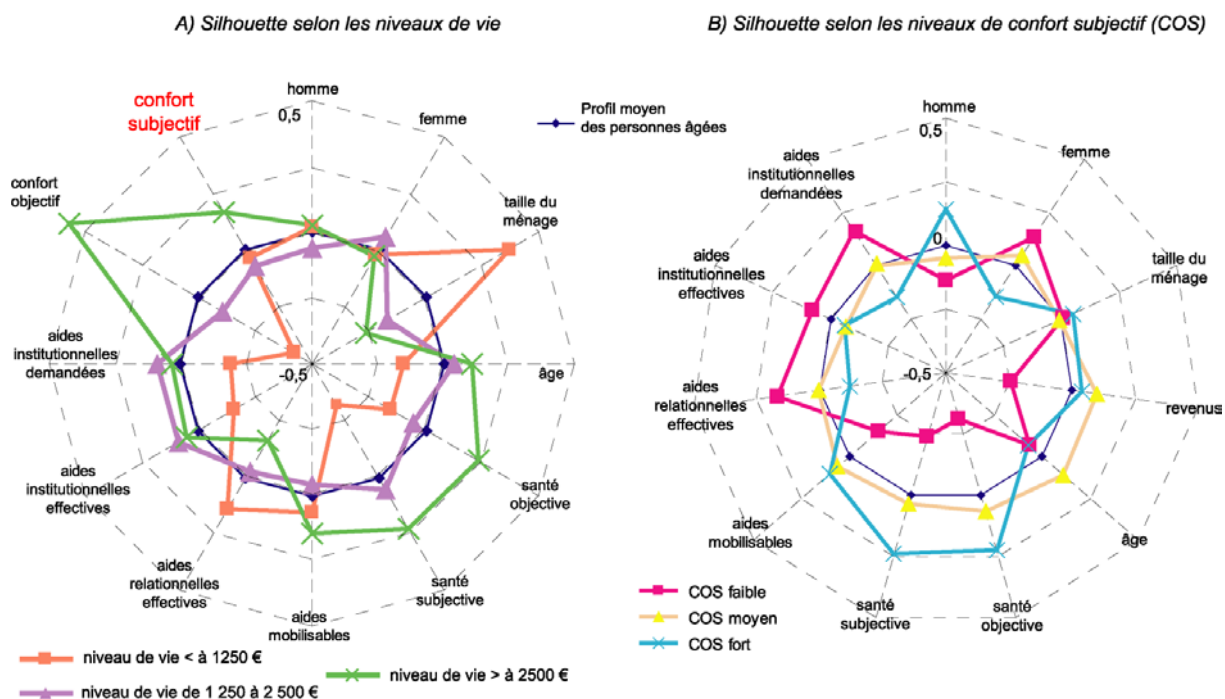 A) Silhouette selon les niveaux de vie
B) Silhouette selon les niveaux de confort subjectif (COS)
homme
0,5
femme
taille du
ménage
âge
santé
objective
santé
subjective
aides
mobilisables
aides
relationnelles
effectives
aides
institutionnelles
effectives
aides
institutionnelles
demandées
confort
objectif
confort
subjectif
-0,5
Profil moyen
des personnes âgées
niveau de vie < à 1250 €
niveau de vie > à 2500 €
niveau de vie de 1 250 à 2 500 €
homme
0,5
0
-0,5
femme
taille du
ménage
revenus
âge
santé
objective
santé
subjective
aides
mobilisables
aides
relationnelles
effectives
aides
institutionnelles
effectives
aides
institutionnelles
demandées
COS faible
COS moyen
COS fort